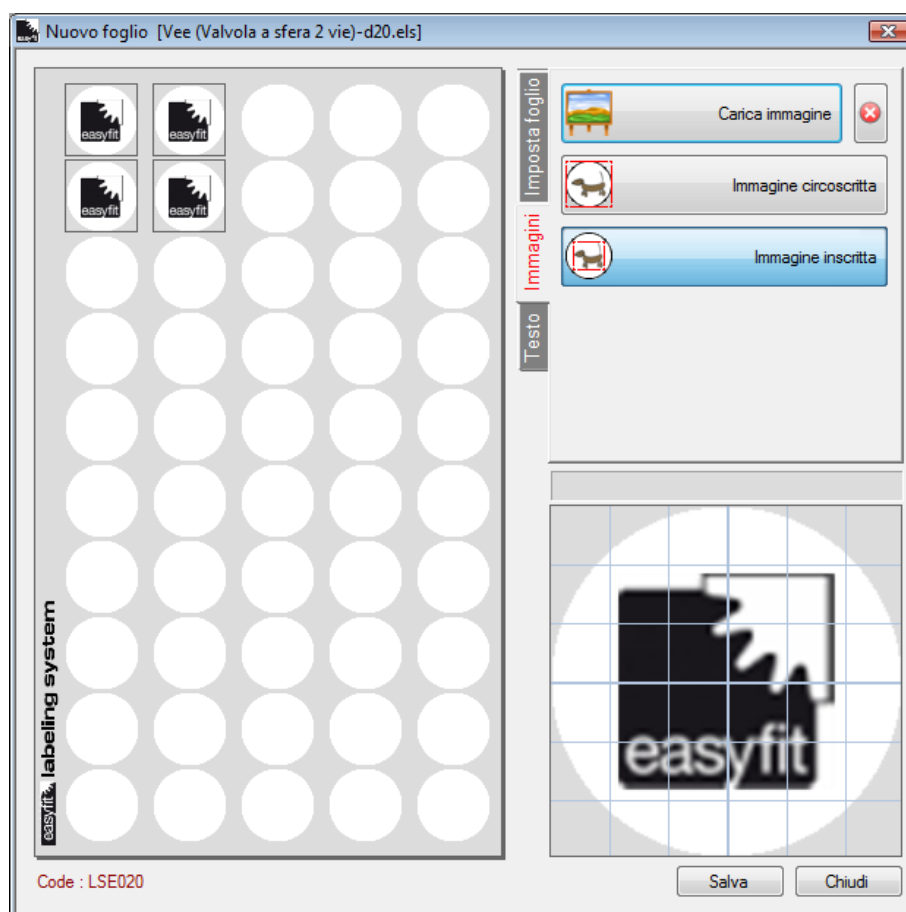 Nuovo foglio [Vee (Valvola a sfera 2 vie)-d20.els]
easyfit
easyfit
easyfit
easyfit
easyfit labeling system
Imposta foglio
Immagini
Testo
Carica immagine
Immagine circoscritta
Immagine inscritta
easyfit
Code : LSE020
Salva
Chiudi